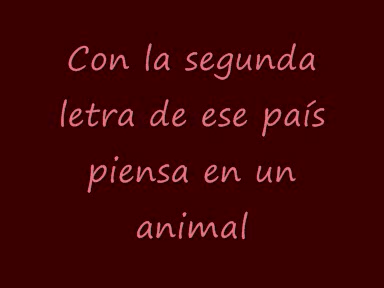 Con la segunda
letra de ese país
piensa en un
animal